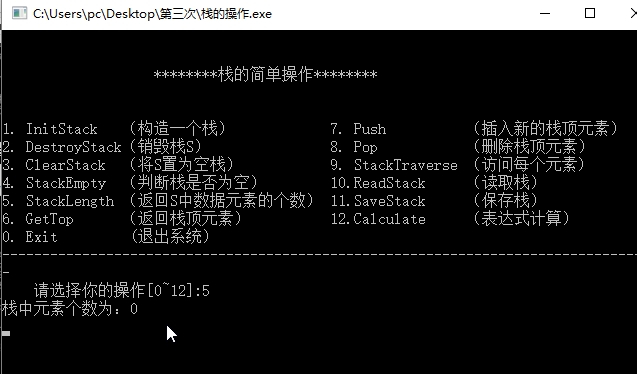 C:\Users\pc\Desktop\第三次\栈的操作.exe
********栈的简单操作********
1. InitStack （构造一个栈） 7. Push （插入新的栈顶元素）
2. DestroyStack（销毁栈S） 8. Pop （删除栈顶元素）
3. ClearStack （将S置为空栈） 9. StackTraverse （访问每个元素）
4. StackEmpty （判断栈是否为空） 10.ReadStack （读取栈）
5. StackLength （返回S中数据元素的个数） 11.SaveStack （保存栈）
6. GetTop （返回栈顶元素） 12.Calculate （表达式计算）
0. Exit （退出系统）
--------------------------------------------------------------------------------
请选择你的操作[0~12]:5
栈中元素个数为：0